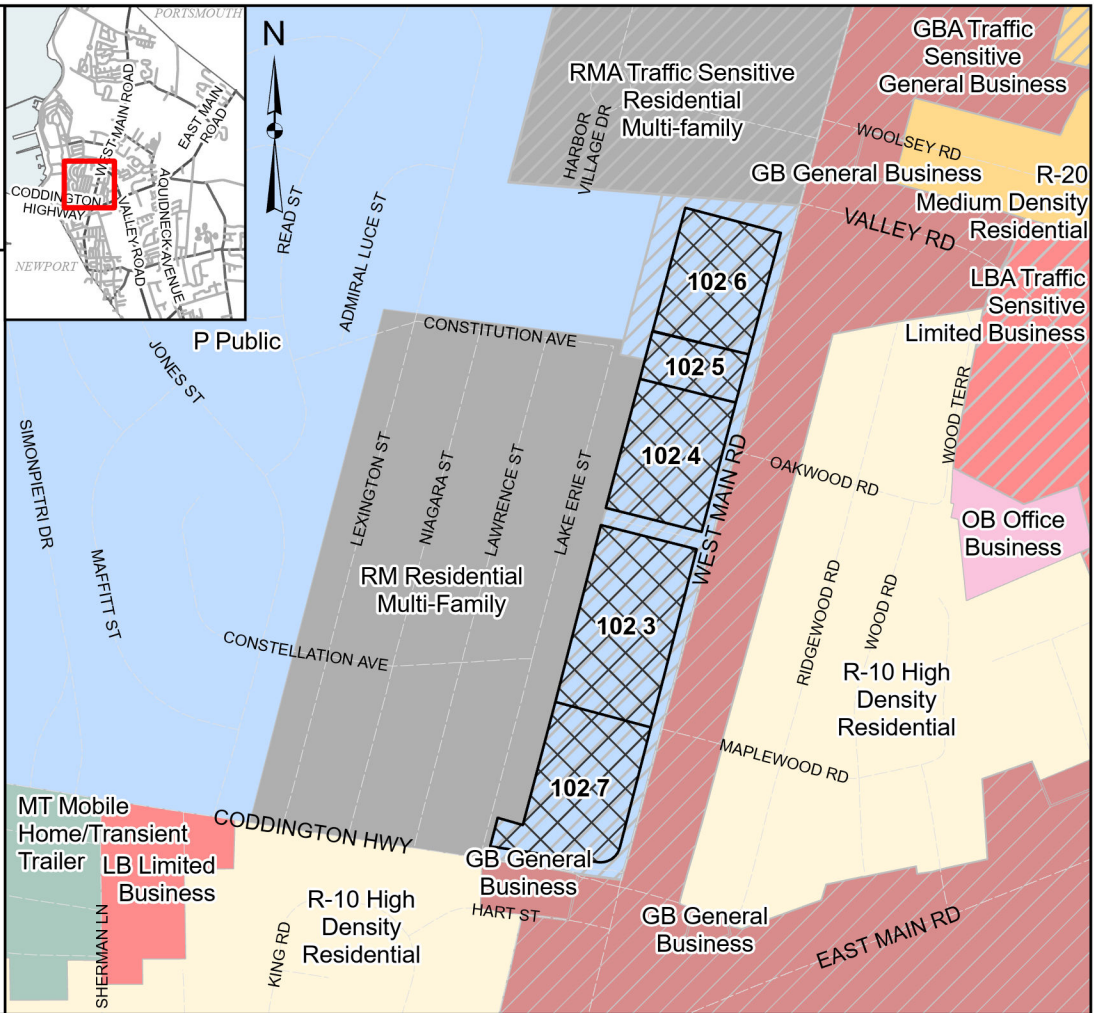 PORTSMOUTH
WEST MAIN ROAD
EAST MAIN
ROAD
CODDINGTON
HIGHWAY
VALLEY ROAD
AQUIDNECK AVENUE
NEWPORT
N
GBA Traffic
Sensitive
General Business
RMA Traffic Sensitive
Residential
Multi-family
HARBOR
VILLAGE DR
WOOLSEY RD
GB General Business
R-20
Medium Density
Residential
VALLEY RD
READ ST
ADMIRAL LUCE ST
102 6
LBA Traffic
Sensitive
Limited Business
P Public
CONSTITUTION AVE
JONES ST
102 5
WOOD TERR
SIMONPIETRI DR
LEXINGTON ST
NIAGARA ST
LAWRENCE ST
LAKE ERIE ST
102 4
WEST MAIN RD
OAKWOOD RD
OB Office
Business
MAFFITT ST
RM Residential
Multi-Family
102 3
RIDGEWOOD RD
WOOD RD
CONSTELLATION AVE
R-10 High
Density
Residential
MAPLEWOOD RD
102 7
MT Mobile
Home/Transient
Trailer
LB Limited
Business
CODDINGTON HWY
GB General
Business
R-10 High
Density
Residential
HART ST
GB General
Business
EAST MAIN RD
SHERMAN LN
KING RD